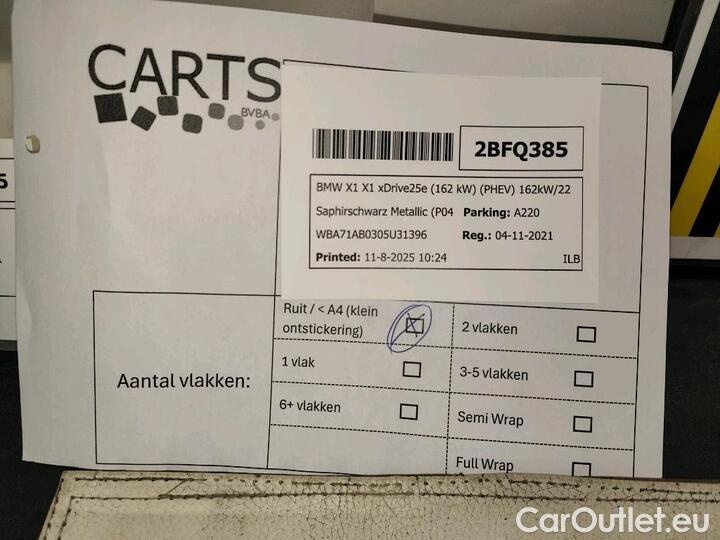 CARTS
BVBA
2BFQ385
BMW X1 X1 xDrive25e (162 kW) (PHEV) 162kW/22
Saphirschwarz Metallic (P04 Parking: A220
WBA71AB0305U31396 Reg.: 04-11-2021
Printed: 11-8-2025 10:24 ILB
5
Aantal vlakken:
Ruit / < A4 (klein
ontstickering)
2 vlakken
1 vlak
3-5 vlakken
6+ vlakken
Semi Wrap
Full Wrap
CarOutlet.eu